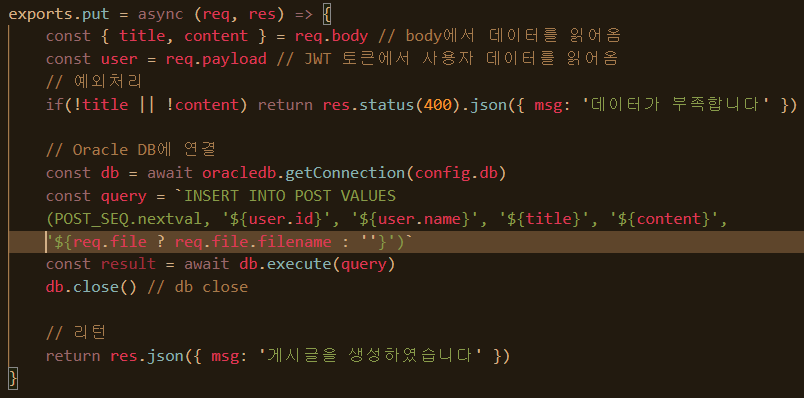 exports.put = async (req, res) => {
    const { title, content } = req.body // body에서 데이터를 읽어옴
    const user = req.payload // JWT 토큰에서 사용자 데이터를 읽어옴
    // 예외처리
    if(!title || !content) return res.status(400).json({ msg: '데이터가 부족합니다' })

    // Oracle DB에 연결
    const db = await oracledb.getConnection(config.db)
    const query = `INSERT INTO POST VALUES
    (POST_SEQ.nextval, '${user.id}', '${user.name}', '${title}', '${content}',
    '${req.file ? req.file.filename : ''}')`
    const result = await db.execute(query)
    db.close() // db close

    // 리턴
    return res.json({ msg: '게시글을 생성하였습니다' })
}